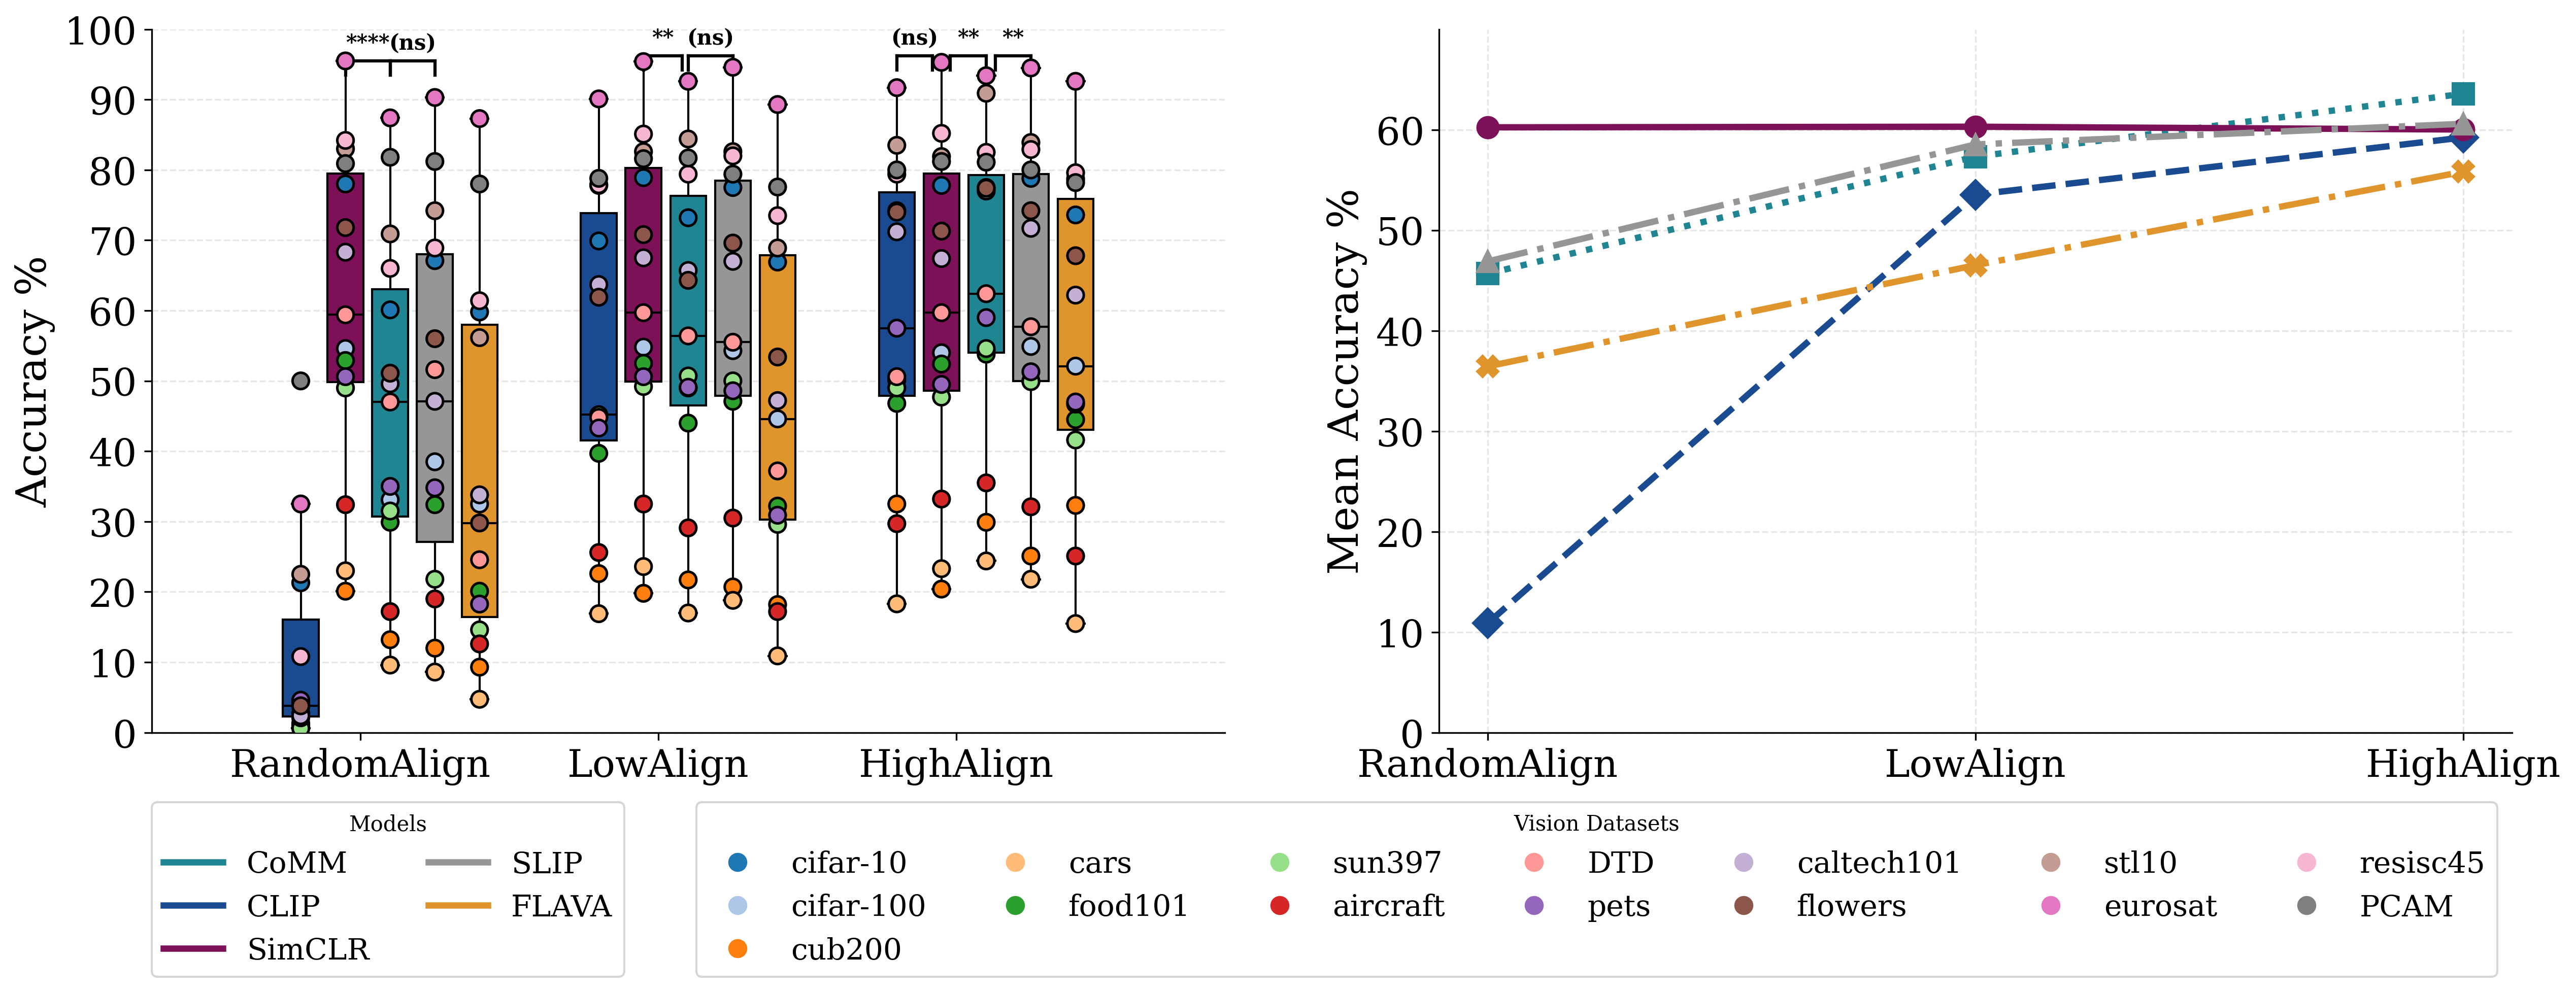 Accuracy %
100
90
80
70
60
50
40
30
20
10
0
****(ns)
** (ns)
(ns) ** **
RandomAlign LowAlign HighAlign
Mean Accuracy %
60
50
40
30
20
10
0
RandomAlign LowAlign HighAlign
Models
CoMM SLIP
CLIP FLAVA
SimCLR
Vision Datasets
cifar-10 cars sun397 DTD caltech101 stl10 resisc45
cifar-100 food101 aircraft pets flowers eurosat PCAM
cub200